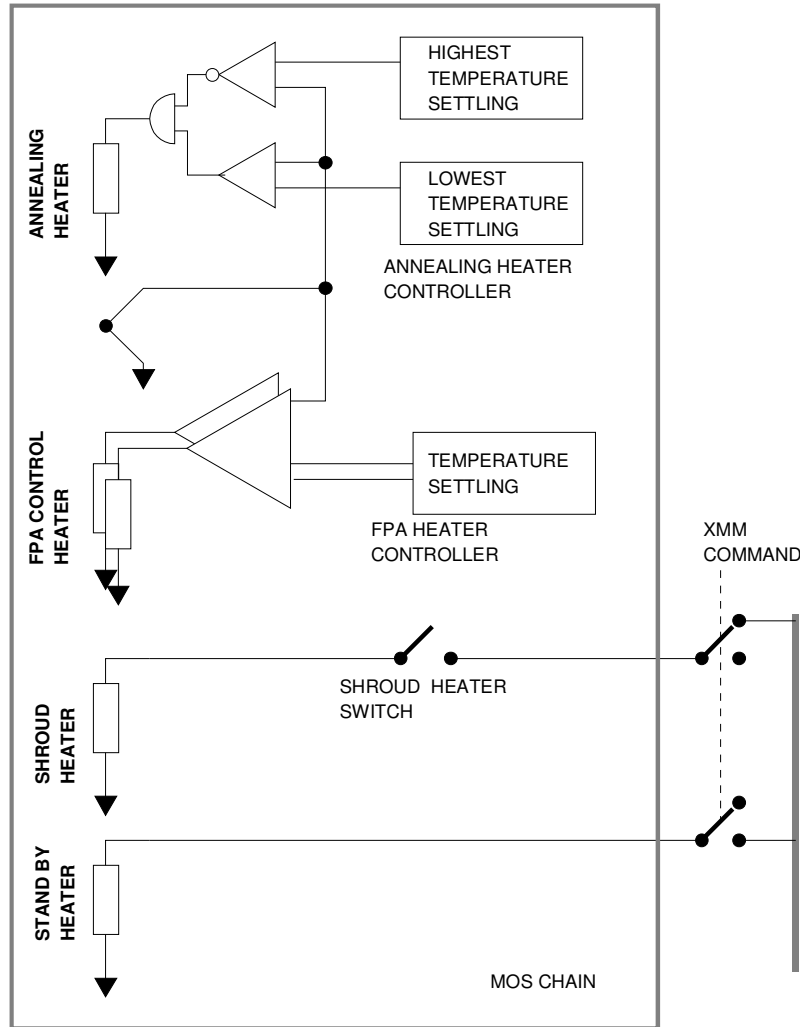 HIGHEST
TEMPERATURE
SETTLING
ANNEALING
HEATER
LOWEST
TEMPERATURE
SETTLING
ANNEALING HEATER
CONTROLLER
FPA CONTROL
HEATER
TEMPERATURE
SETTLING
FPA HEATER
CONTROLLER
XMM
COMMAND
SHROUD HEATER
SWITCH
SHROUD
HEATER
STAND BY
HEATER
MOS CHAIN